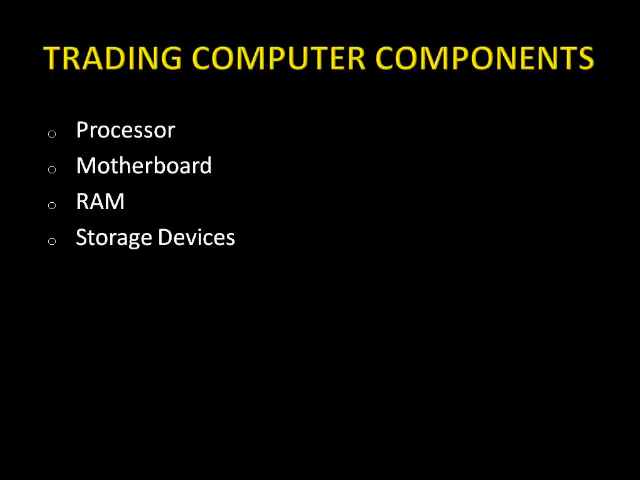 TRADING COMPUTER COMPONENTS
Processor
Motherboard
RAM
Storage Devices